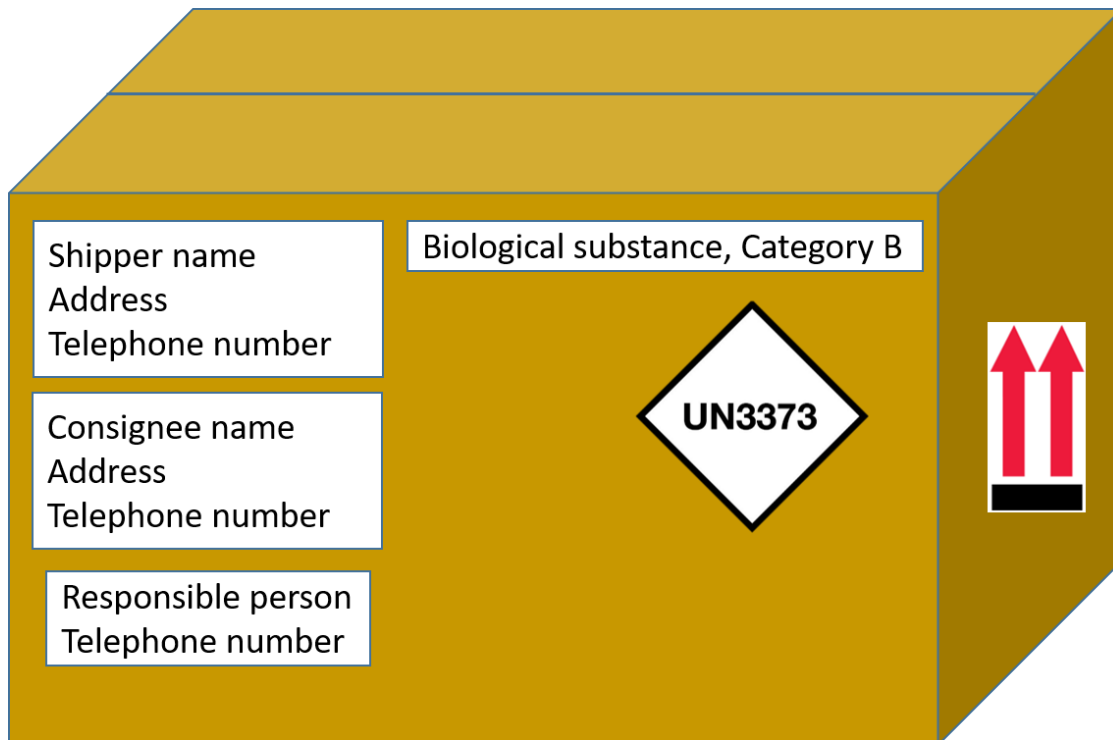 Shipper name
Address
Telephone number
Biological substance, Category B
Consignee name
Address
Telephone number
UN3373
Responsible person
Telephone number